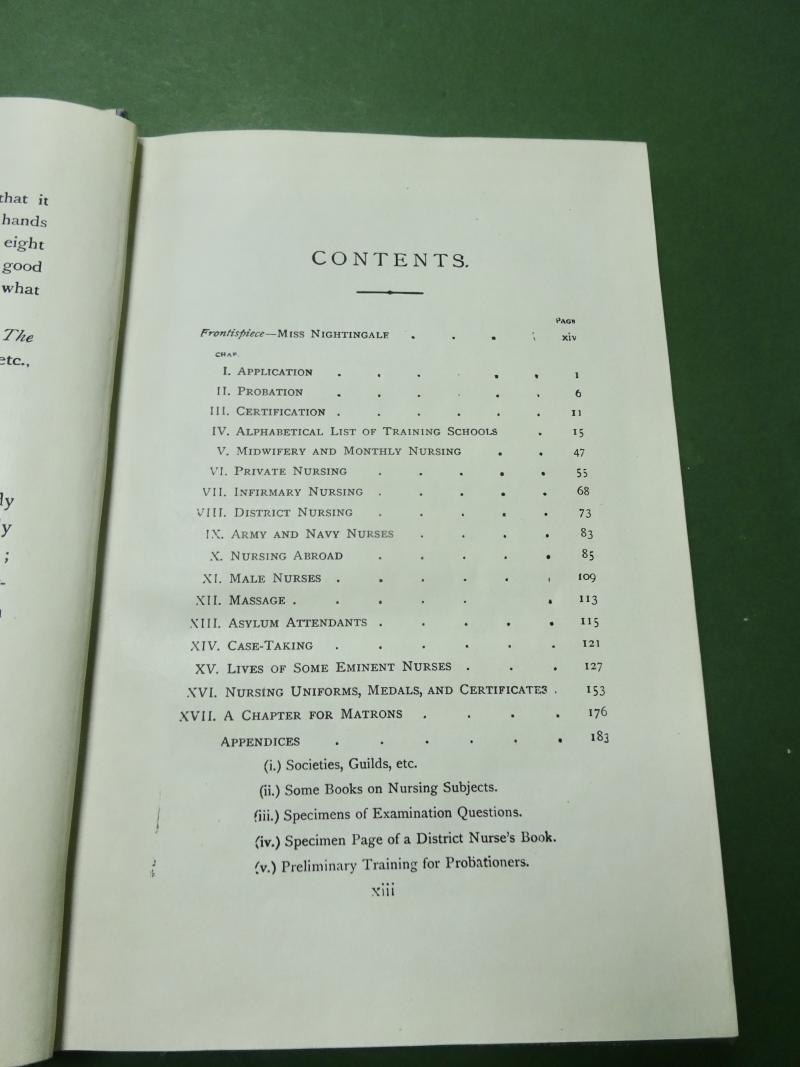 that it
hands
eight
good
what
The
etc.,
y
;
CONTENTS.
PAGE
Frontispiece—MISS NIGHTINGALE . . . . xiv
CHAP.
I. APPLICATION . . . . . . 1
II. PROBATION . . . . . . 6
III. CERTIFICATION . . . . . . 11
IV. ALPHABETICAL LIST OF TRAINING SCHOOLS . 15
V. MIDWIFERY AND MONTHLY NURSING . . 47
VI. PRIVATE NURSING . . . . . 55
VII. INFIRMARY NURSING . . . . . 68
VIII. DISTRICT NURSING . . . . . 73
IX. ARMY AND NAVY NURSES . . . . 83
X. NURSING ABROAD . . . . . 85
XI. MALE NURSES . . . . . . 109
XII. MASSAGE . . . . . . 113
XIII. ASYLUM ATTENDANTS . . . . . 115
XIV. CASE-TAKING . . . . . . 121
XV. LIVES OF SOME EMINENT NURSES . . . 127
XVI. NURSING UNIFORMS, MEDALS, AND CERTIFICATES . 153
XVII. A CHAPTER FOR MATRONS . . . . 176
APPENDICES . . . . . . 183
(i.) Societies, Guilds, etc.
(ii.) Some Books on Nursing Subjects.
(iii.) Specimens of Examination Questions.
(iv.) Specimen Page of a District Nurse's Book.
(v.) Preliminary Training for Probationers.
xiii